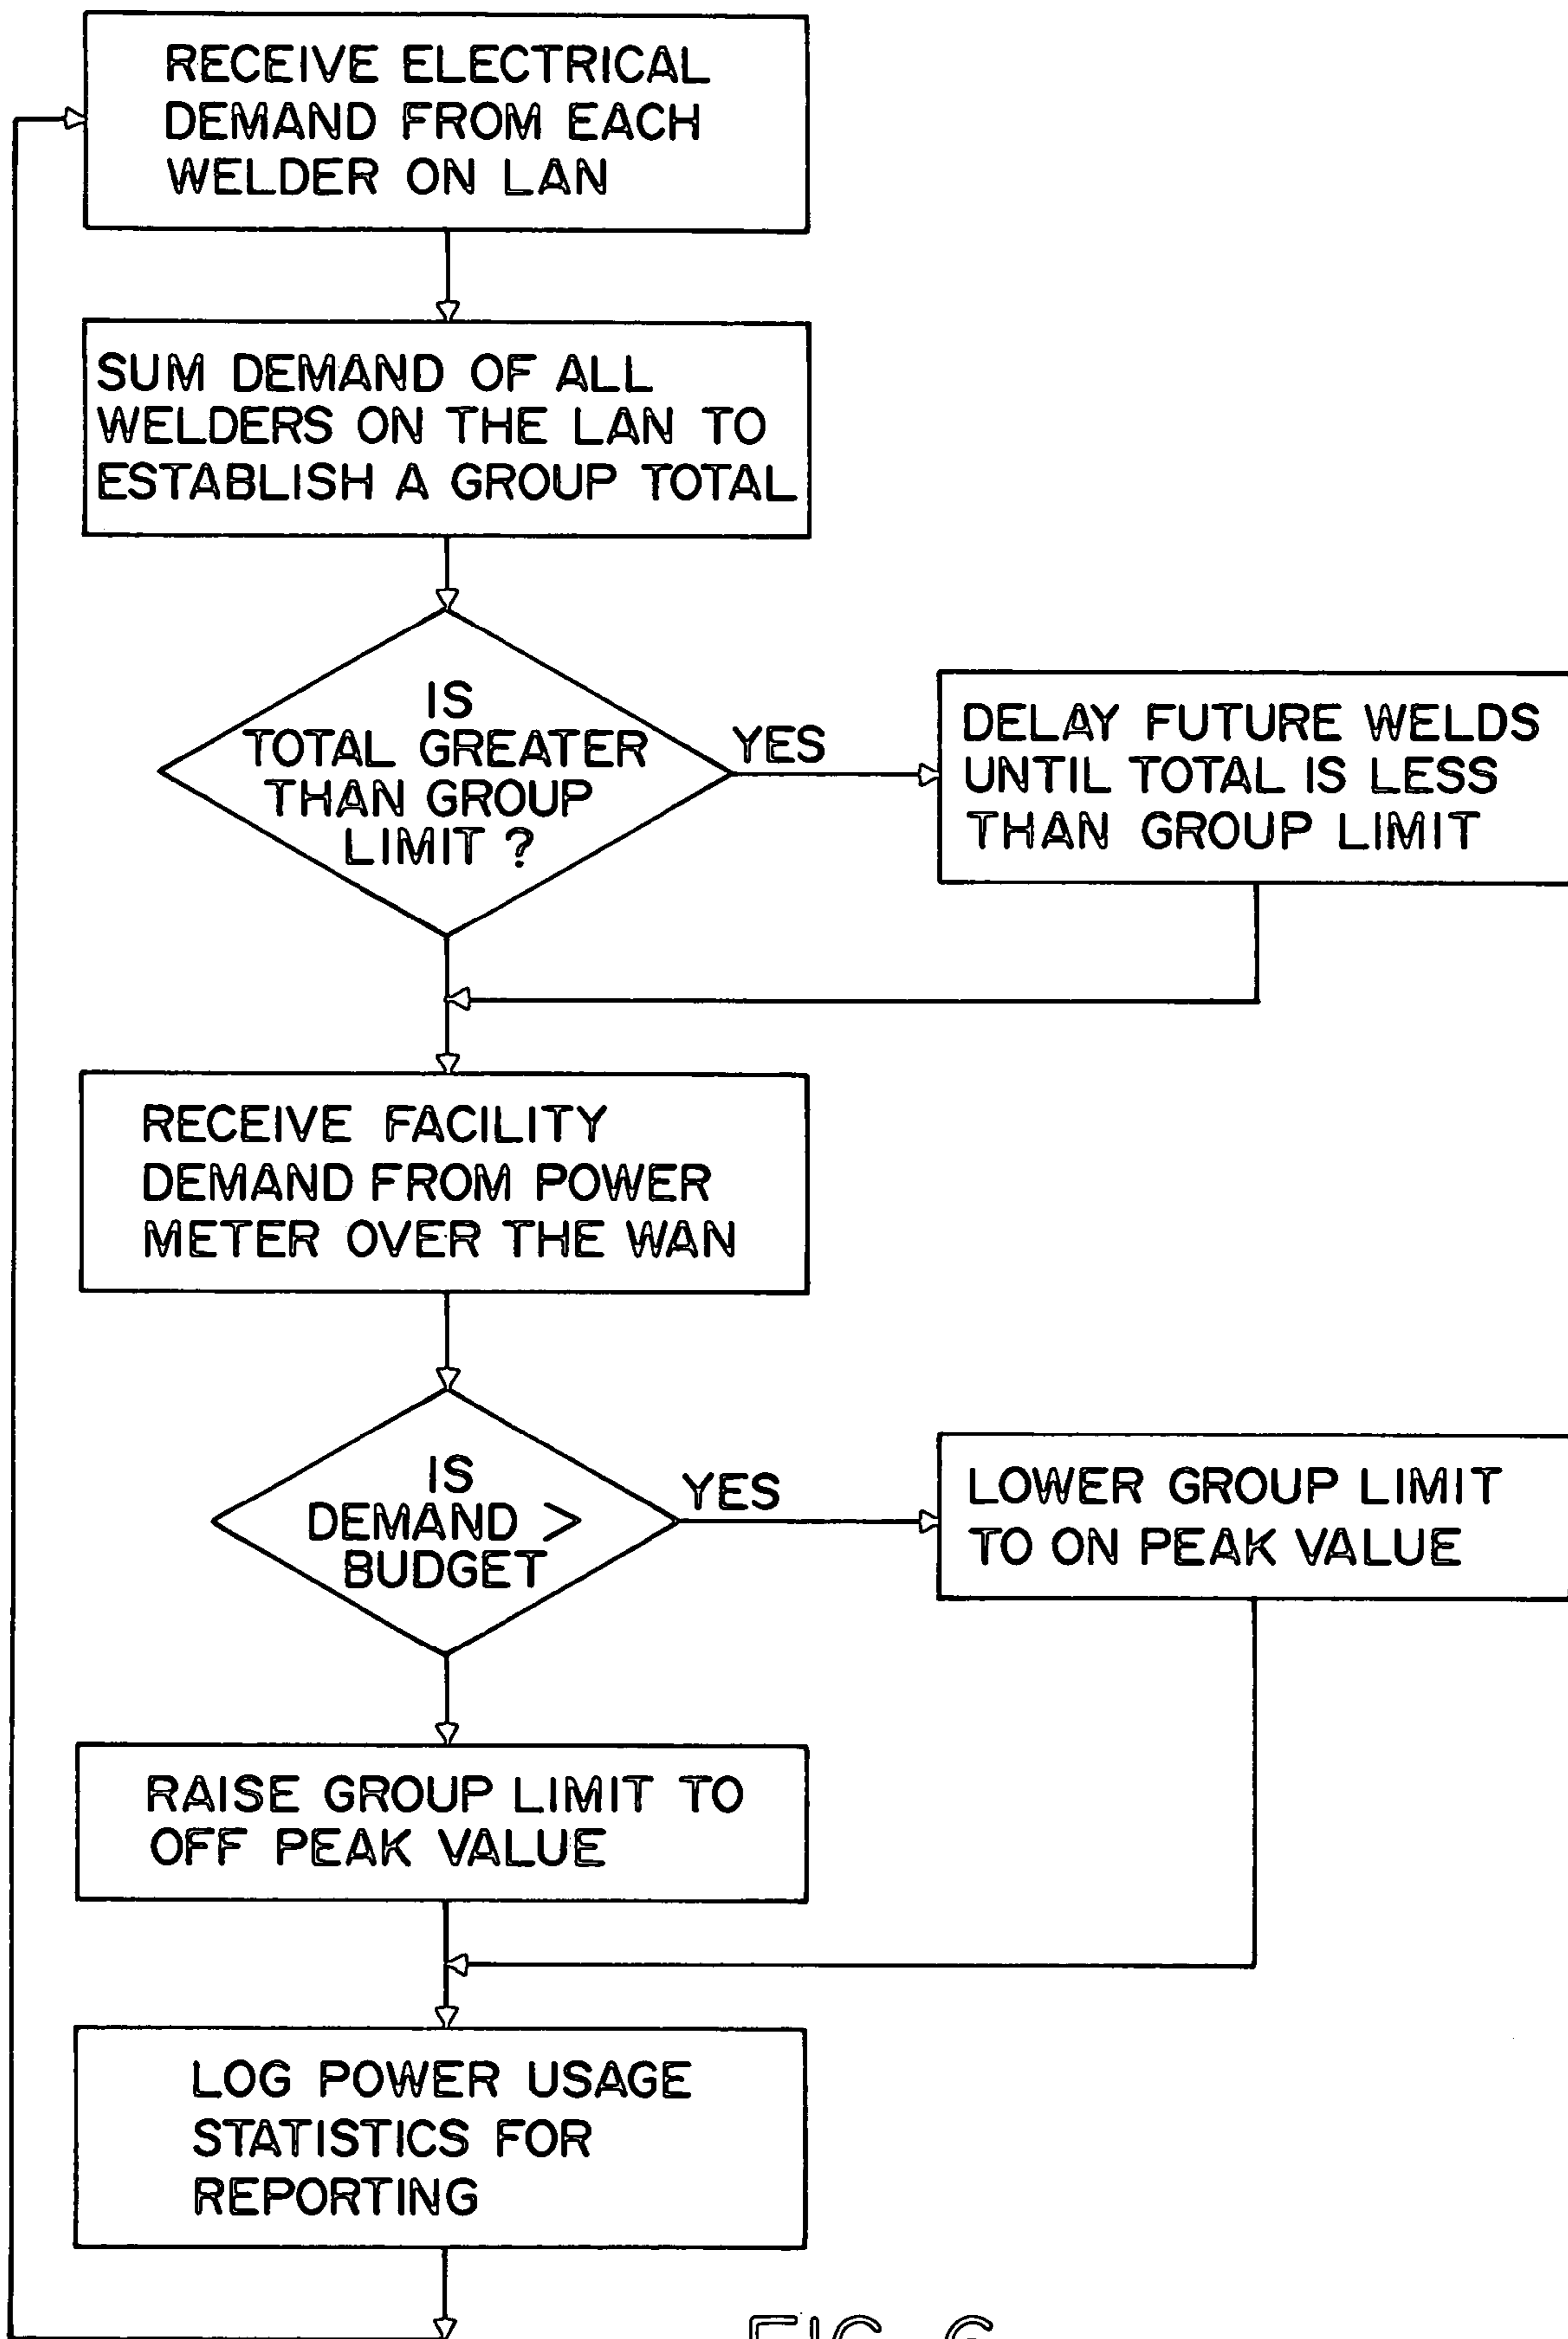 RECEIVE ELECTRICAL
DEMAND FROM EACH
WELDER ON LAN
SUM DEMAND OF ALL
WELDERS ON THE LAN TO
ESTABLISH A GROUP TOTAL
IS
TOTAL GREATER
THAN GROUP
LIMIT ?
YES
DELAY FUTURE WELDS
UNTIL TOTAL IS LESS
THAN GROUP LIMIT
RECEIVE FACILITY
DEMAND FROM POWER
METER OVER THE WAN
IS
DEMAND >
BUDGET
YES
LOWER GROUP LIMIT
TO ON PEAK VALUE
RAISE GROUP LIMIT TO
OFF PEAK VALUE
LOG POWER USAGE
STATISTICS FOR
REPORTING